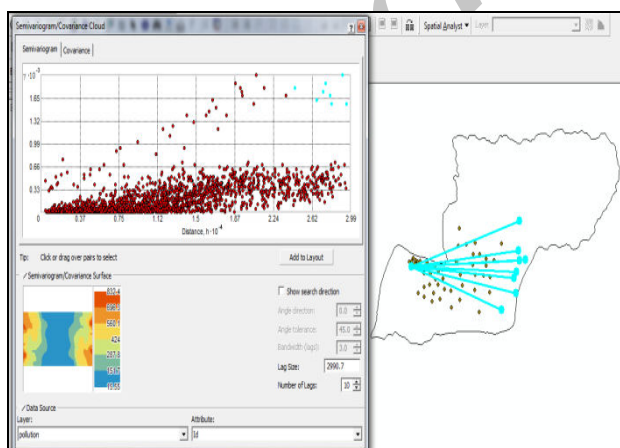 Semivariogram/Covariance Cloud
Spatial Analyst
Layer:
Semivariogram
Covariance
γ · 10⁻³
1.65
1.32
0.99
0.66
0.33
0 0.37 0.75 1.12 1.5 1.87 2.24 2.62 2.99
Distance, h · 10⁻⁴
Tip: Click or drag over pairs to select
Add to Layout
Semivariogram/Covariance Surface
Show search direction
Angle direction: 0.0
Angle tolerance: 45.0
Bandwidth (lags): 3.0
424
Lag Size: 2990.7
Number of Lags: 10
Data Source
Layer:
Attribute:
pollution
Id